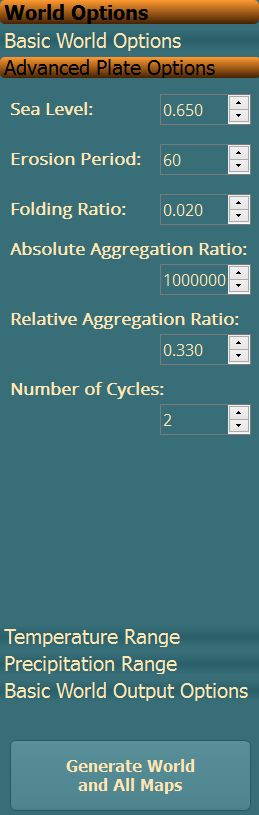 World Options
Basic World Options
Advanced Plate Options
Sea Level:
0.650
Erosion Period:
60
Folding Ratio:
0.020
Absolute Aggregation Ratio:
1000000
Relative Aggregation Ratio:
0.330
Number of Cycles:
2
Temperature Range
Precipitation Range
Basic World Output Options
Generate World
and All Maps